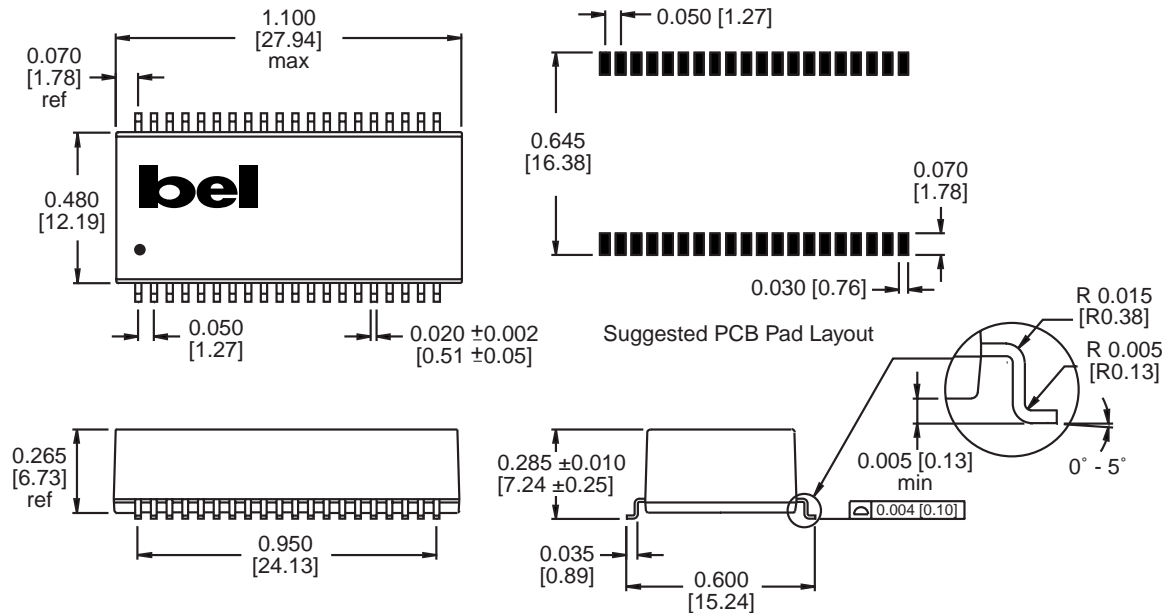 1.100
[27.94]
max
0.070
[1.78]
ref
0.480
[12.19]
bel
0.050
[1.27]
0.020 ±0.002
[0.51 ±0.05]
0.050 [1.27]
0.645
[16.38]
0.070
[1.78]
0.030 [0.76]
Suggested PCB Pad Layout
R 0.015
[R0.38]
R 0.005
[R0.13]
0.005 [0.13]
min
0° - 5°
0.265
[6.73]
ref
0.950
[24.13]
0.285 ±0.010
[7.24 ±0.25]
0.004 [0.10]
0.035
[0.89]
0.600
[15.24]